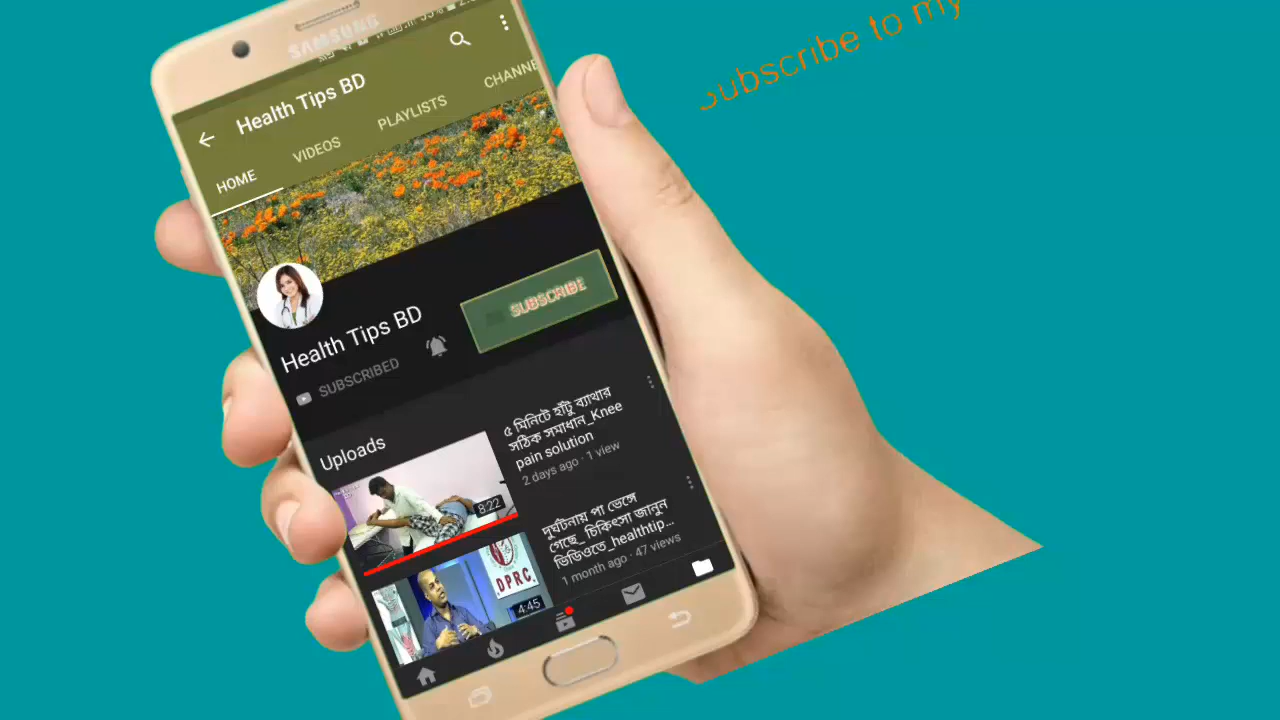 Subscribe to my
SAMSUNG
Health Tips BD
HOME
VIDEOS
PLAYLISTS
CHANNE
Health Tips BD
SUBSCRIBED
SUBSCRIBE
Uploads
৫ মিনিটে হাঁটু ব্যাথার
সঠিক সমাধান_Knee
pain solution
2 days ago · 1 view
8:22
দুর্ঘটনায় পা ভেঙ্গে
গেছে_ চিকিৎসা জানুন
ভিডিওতে_healthtip...
1 month ago · 47 views
DPRC
4:45